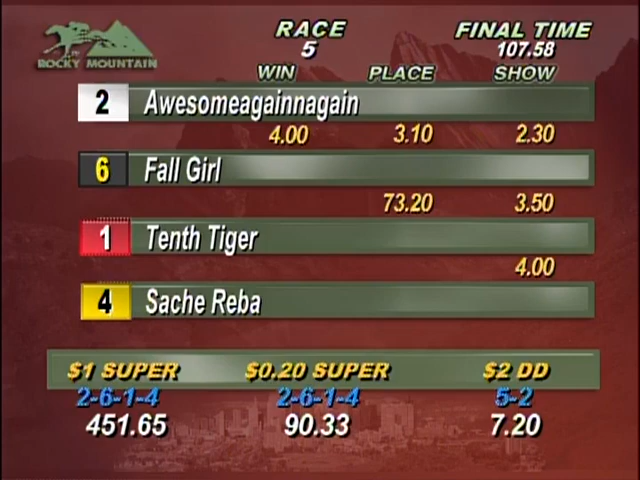 ROCKY MOUNTAIN
RACE
5
FINAL TIME
107.58
WIN PLACE SHOW
2 Awesomeagainnagain
4.00 3.10 2.30
6 Fall Girl
73.20 3.50
1 Tenth Tiger
4.00
4 Sache Reba
$1 SUPER $0.20 SUPER $2 DD
2-6-1-4 2-6-1-4 5-2
451.65 90.33 7.20